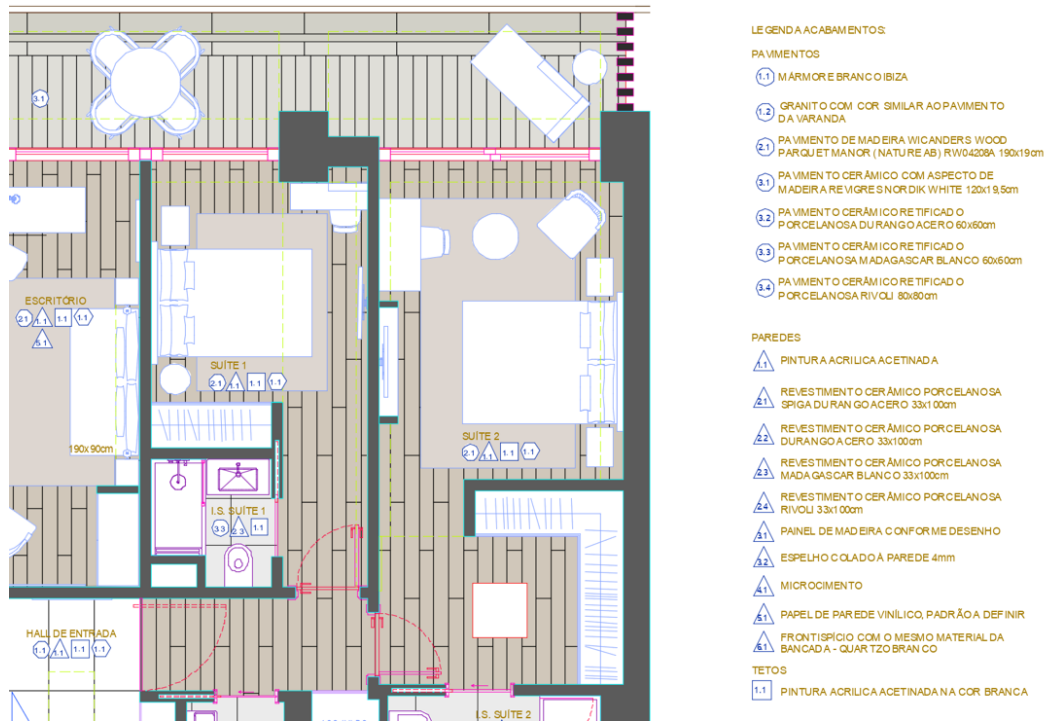 LEGENDA ACABAMENTOS:
PAVIMENTOS
1.1 MÁRMORE BRANCO IBIZA
1.2 GRANITO COM COR SIMILAR AO PAVIMENTO
DA VARANDA
2.1 PAVIMENTO DE MADEIRA WICANDERS WOOD
PARQUET MANOR ( NATURE AB ) RW04208A 190x19cm
3.1 PAVIMENTO CERÂMICO COM ASPECTO DE
MADEIRA REVIGRES NORDIK WHITE 120x19,5cm
3.2 PAVIMENTO CERÂMICO RETIFICADO
PORCELANOSA DURANGO ACERO 60x60cm
3.3 PAVIMENTO CERÂMICO RETIFICADO
PORCELANOSA MADAGASCAR BLANCO 60x60cm
3.4 PAVIMENTO CERÂMICO RETIFICADO
PORCELANOSA RIVOLI 80x80cm
PAREDES
1.1 PINTURA ACRILICA ACETINADA
2.1 REVESTIMENTO CERÂMICO PORCELANOSA
SPIGA DURANGO ACERO 33x100cm
2.2 REVESTIMENTO CERÂMICO PORCELANOSA
DURANGO ACERO 33x100cm
2.3 REVESTIMENTO CERÂMICO PORCELANOSA
MADAGASCAR BLANCO 33x100cm
2.4 REVESTIMENTO CERÂMICO PORCELANOSA
RIVOLI 33x100cm
3.1 PAINEL DE MADEIRA CONFORME DESENHO
3.2 ESPELHO COLADO À PAREDE 4mm
4.1 MICROCIMENTO
5.1 PAPEL DE PAREDE VINÍLICO, PADRÃO A DEFINIR
6.1 FRONTISPÍCIO COM O MESMO MATERIAL DA
BANCADA - QUARTZO BRANCO
TETOS
1.1 PINTURA ACRILICA ACETINADA NA COR BRANCA
3.1
ESCRITÓRIO
2.1 1.1 1.1 1.1
5.1
190x90cm
SUÍTE 1
2.1 1.1 1.1 1.1
SUÍTE 2
2.1 1.1 1.1 1.1
I.S. SUÍTE 1
3.3 2.3 1.1
HALL DE ENTRADA
1.1 1.1 1.1 1.1
I.S. SUÍTE 2